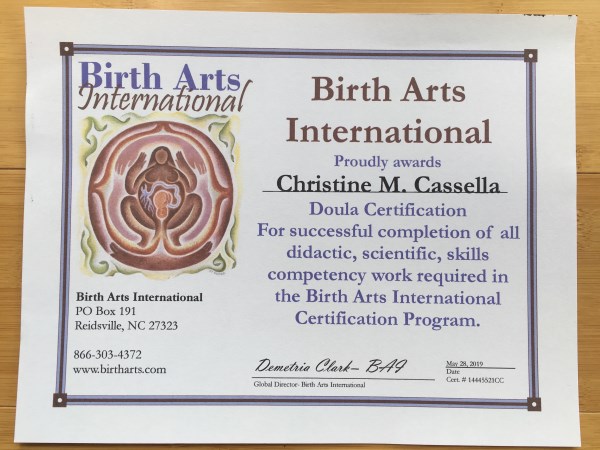 Birth Arts
International
Birth Arts International
PO Box 191
Reidsville, NC 27323
866-303-4372
www.birtharts.com
Birth Arts
International
Proudly awards
Christine M. Cassella
Doula Certification
For successful completion of all
didactic, scientific, skills
competency work required in
the Birth Arts International
Certification Program.
Demetria Clark- BAI
Global Director- Birth Arts International
May 28, 2019
Date
Cert. # 14445521CC